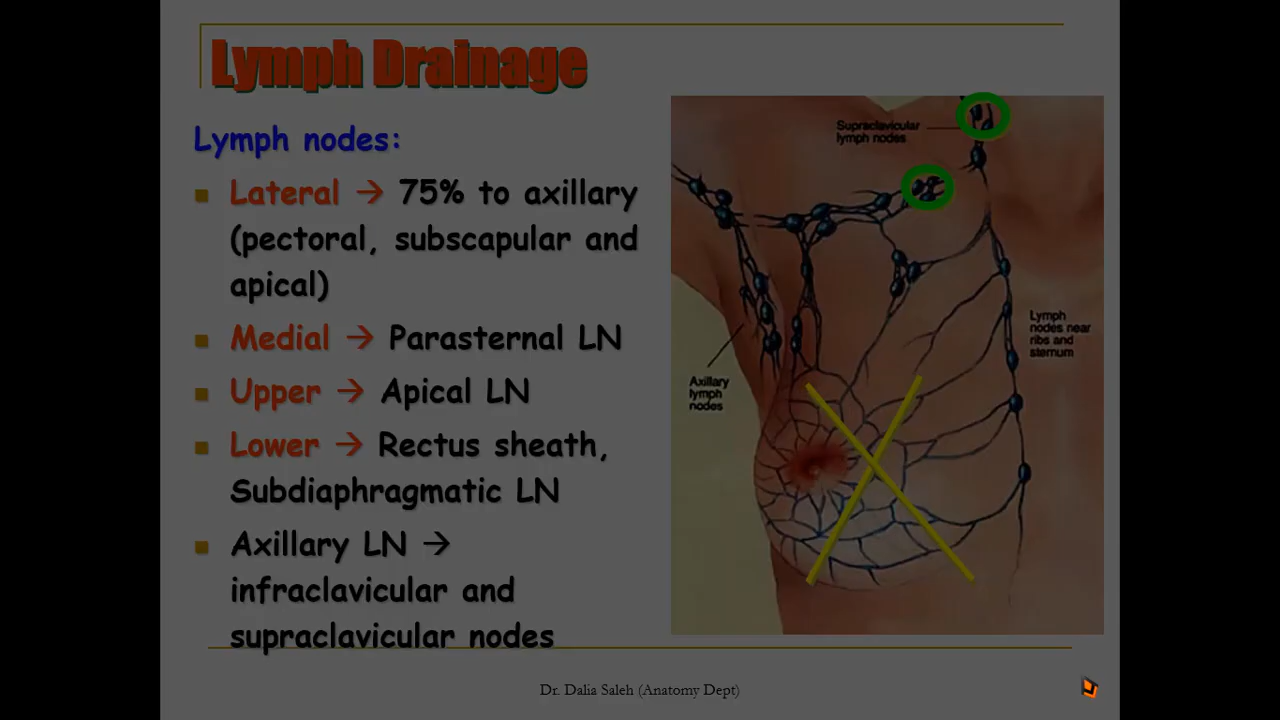 Lymph Drainage
Lymph nodes:
Lateral → 75% to axillary
(pectoral, subscapular and
apical)
Medial → Parasternal LN
Upper → Apical LN
Lower → Rectus sheath,
Subdiaphragmatic LN
Axillary LN →
infraclavicular and
supraclavicular nodes
Supraclavicular
lymph nodes
Lymph
nodes near
ribs and
sternum
Axillary
lymph
nodes
Dr. Dalia Saleh (Anatomy Dept)